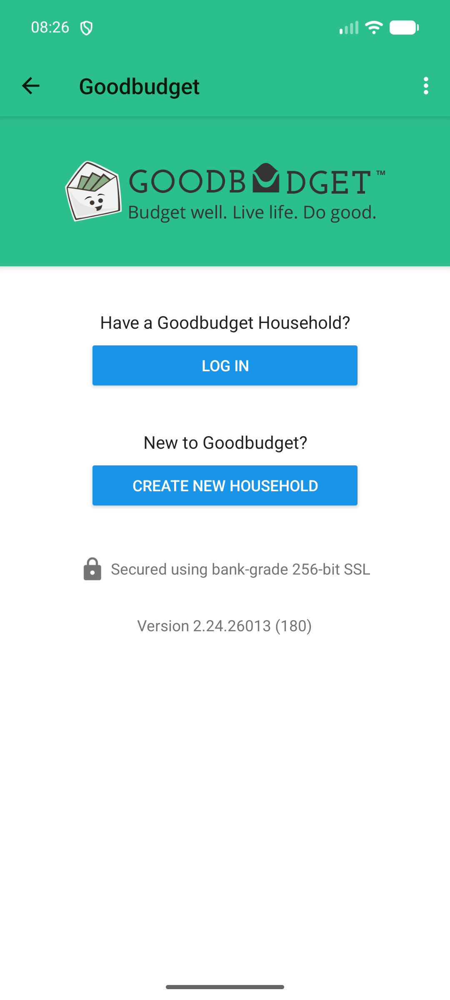 08:26
Goodbudget
GOODBUDGET™
Budget well. Live life. Do good.
Have a Goodbudget Household?
LOG IN
New to Goodbudget?
CREATE NEW HOUSEHOLD
Secured using bank-grade 256-bit SSL
Version 2.24.26013 (180)